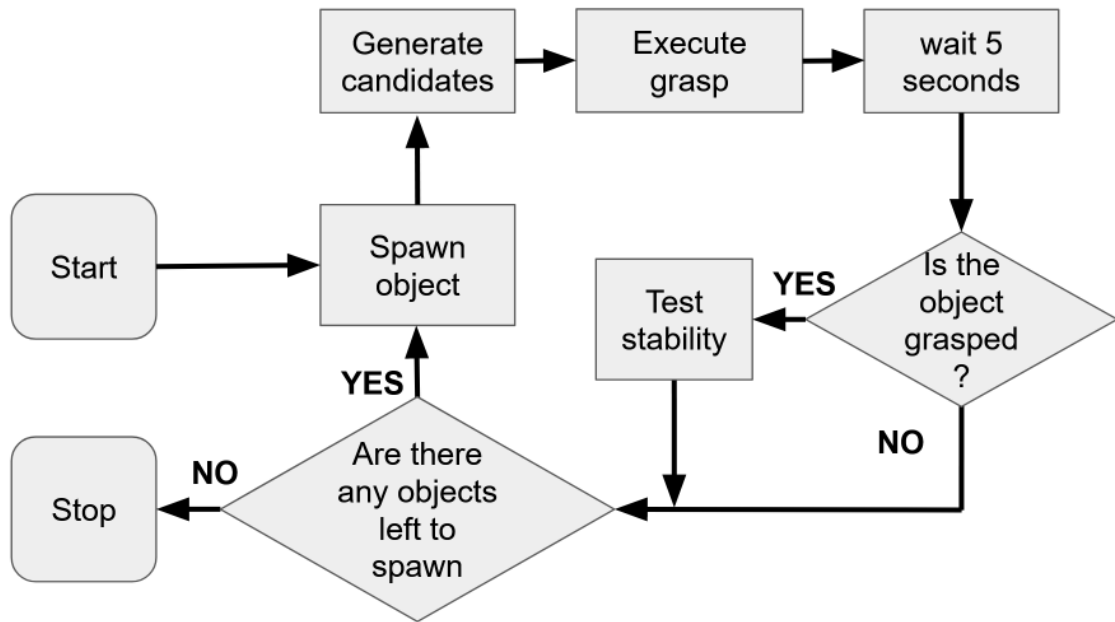 Generate
candidates
Execute
grasp
wait 5
seconds
Start
Spawn
object
Test
stability
YES
Is the
object
grasped
?
YES
NO
Stop
NO
Are there
any objects
left to
spawn